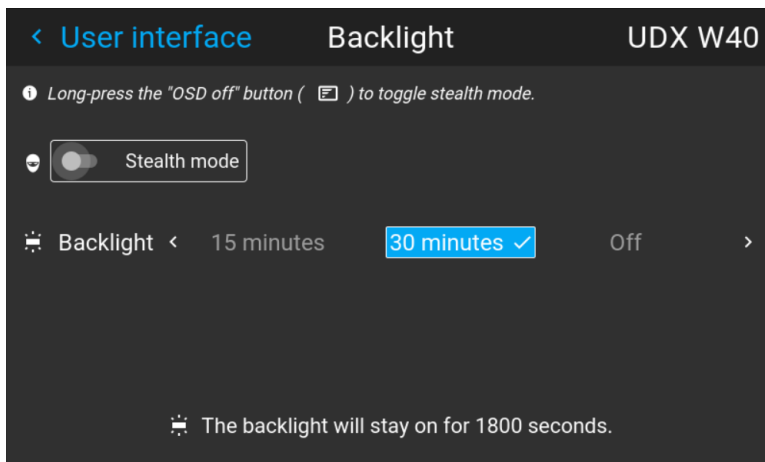 User interface Backlight UDX W40
Long-press the "OSD off" button ( ) to toggle stealth mode.
Stealth mode
Backlight 15 minutes 30 minutes Off
The backlight will stay on for 1800 seconds.